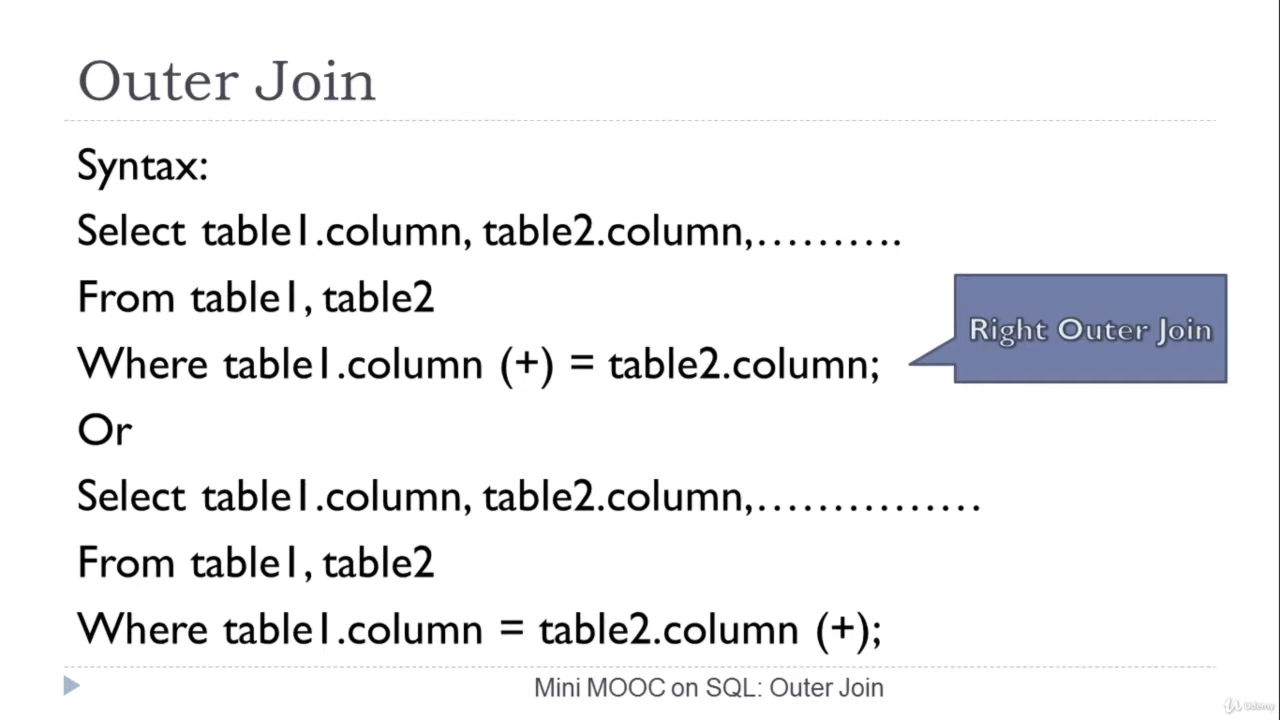 Outer Join
Syntax:
Select table1.column, table2.column,……….
From table1, table2
Where table1.column (+) = table2.column;
Right Outer Join
Or
Select table1.column, table2.column,……………
From table1, table2
Where table1.column = table2.column (+);
Mini MOOC on SQL: Outer Join
Udemy